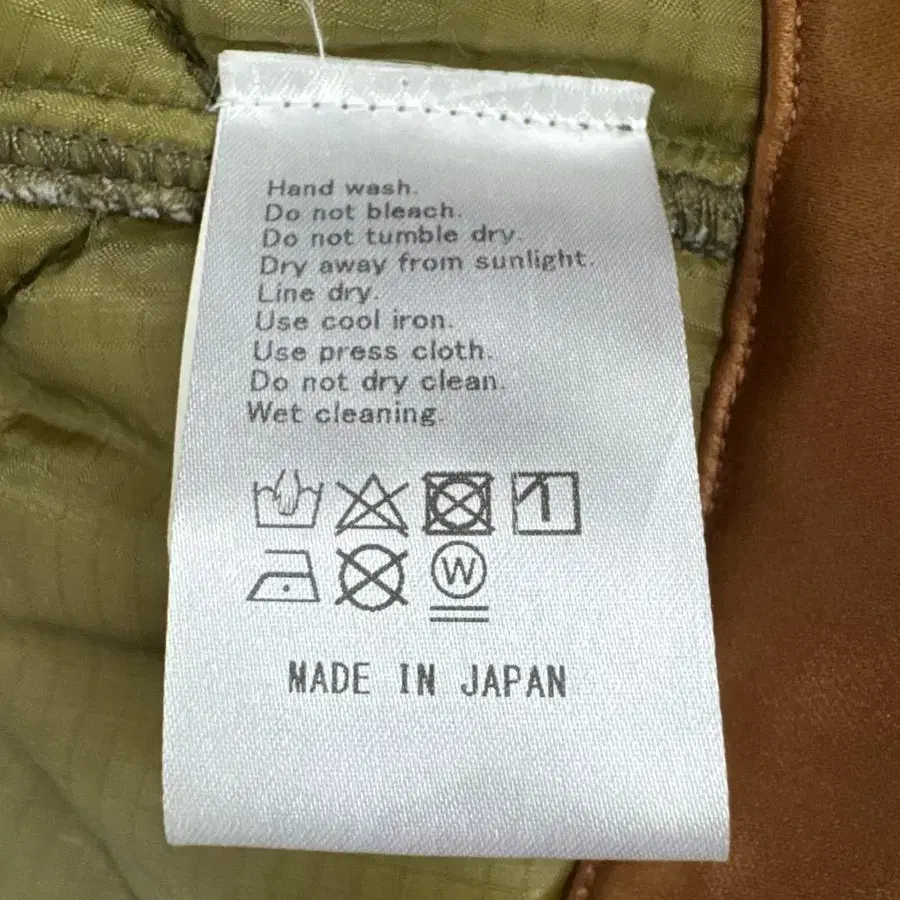 Hand wash.
Do not bleach.
Do not tumble dry.
Dry away from sunlight.
Line dry.
Use cool iron.
Use press cloth.
Do not dry clean.
Wet cleaning.
W
MADE IN JAPAN